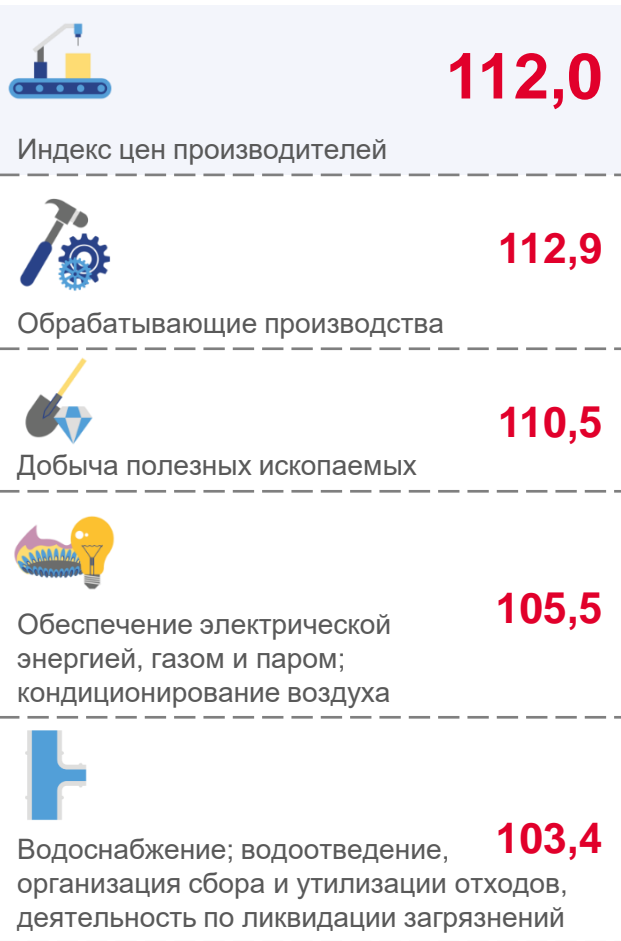 112,0
Индекс цен производителей
112,9
Обрабатывающие производства
110,5
Добыча полезных ископаемых
105,5
Обеспечение электрической
энергией, газом и паром;
кондиционирование воздуха
103,4
Водоснабжение; водоотведение,
организация сбора и утилизации отходов,
деятельность по ликвидации загрязнений